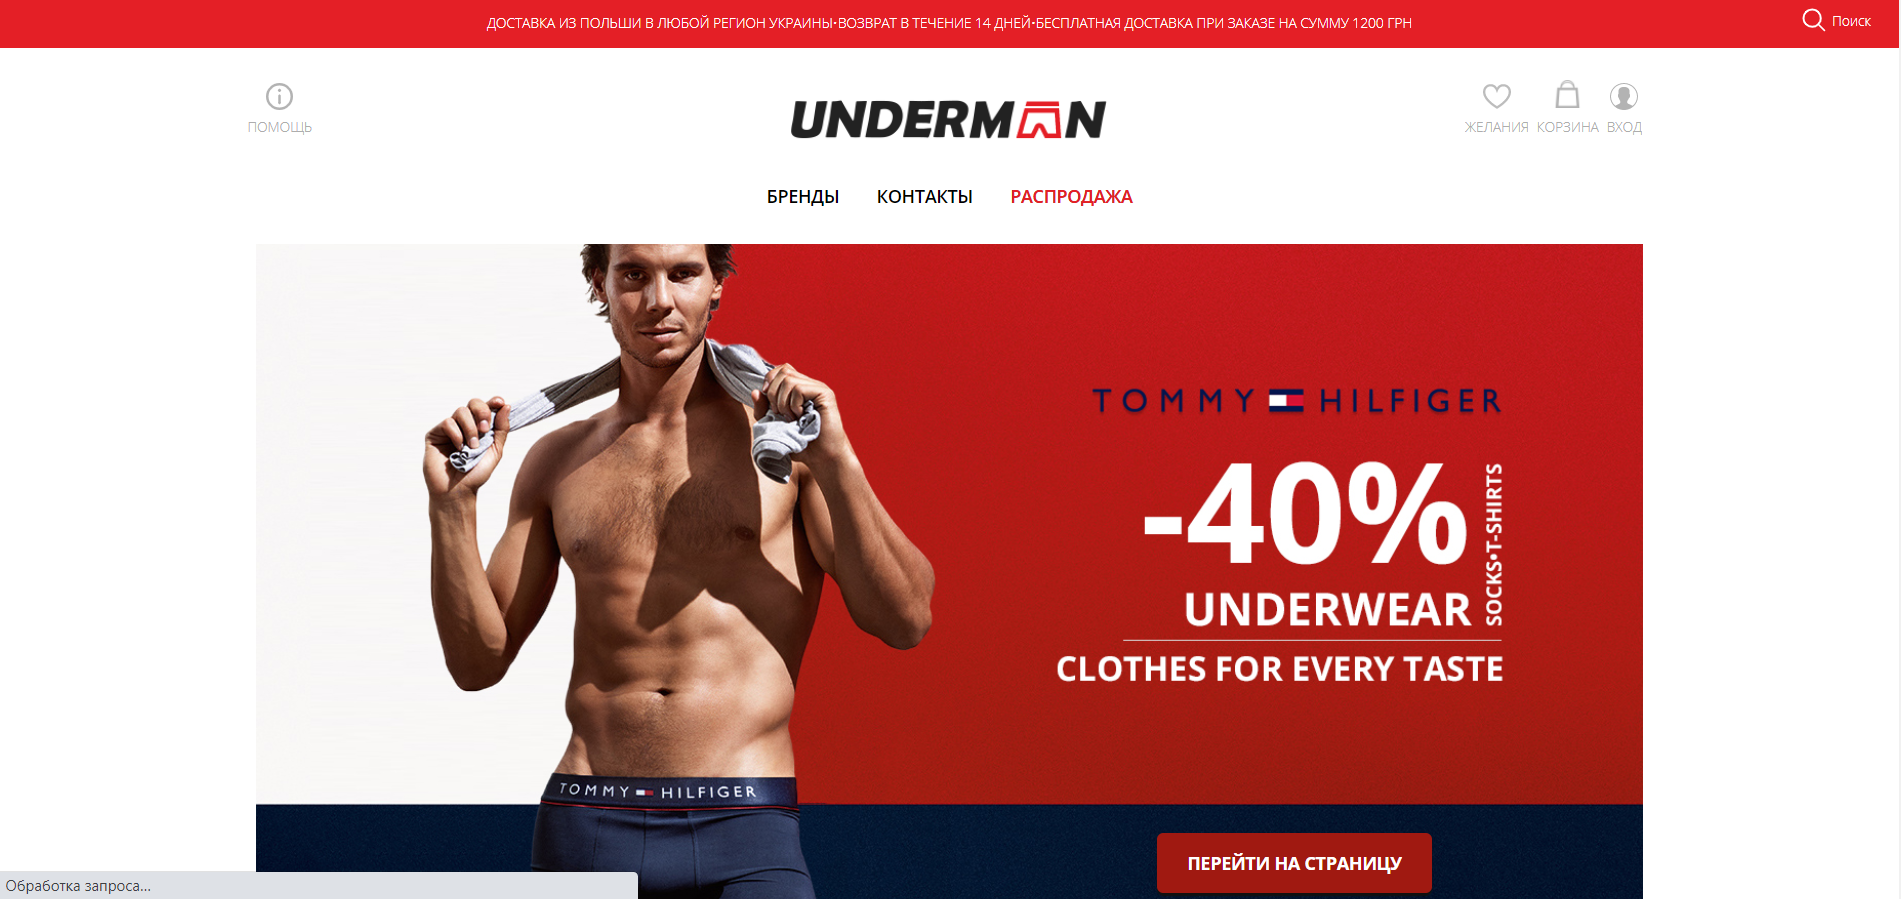 ДОСТАВКА ИЗ ПОЛЬШИ В ЛЮБОЙ РЕГИОН УКРАИНЫ•ВОЗВРАТ В ТЕЧЕНИЕ 14 ДНЕЙ•БЕСПЛАТНАЯ ДОСТАВКА ПРИ ЗАКАЗЕ НА СУММУ 1200 ГРН
Поиск
ПОМОЩЬ
UNDERMAN
ЖЕЛАНИЯ
КОРЗИНА
ВХОД
БРЕНДЫ
КОНТАКТЫ
РАСПРОДАЖА
TOMMY HILFIGER
-40%
SOCKS•T-SHIRTS
UNDERWEAR
CLOTHES FOR EVERY TASTE
TOMMY HILFIGER
ПЕРЕЙТИ НА СТРАНИЦУ
Обработка запроса...